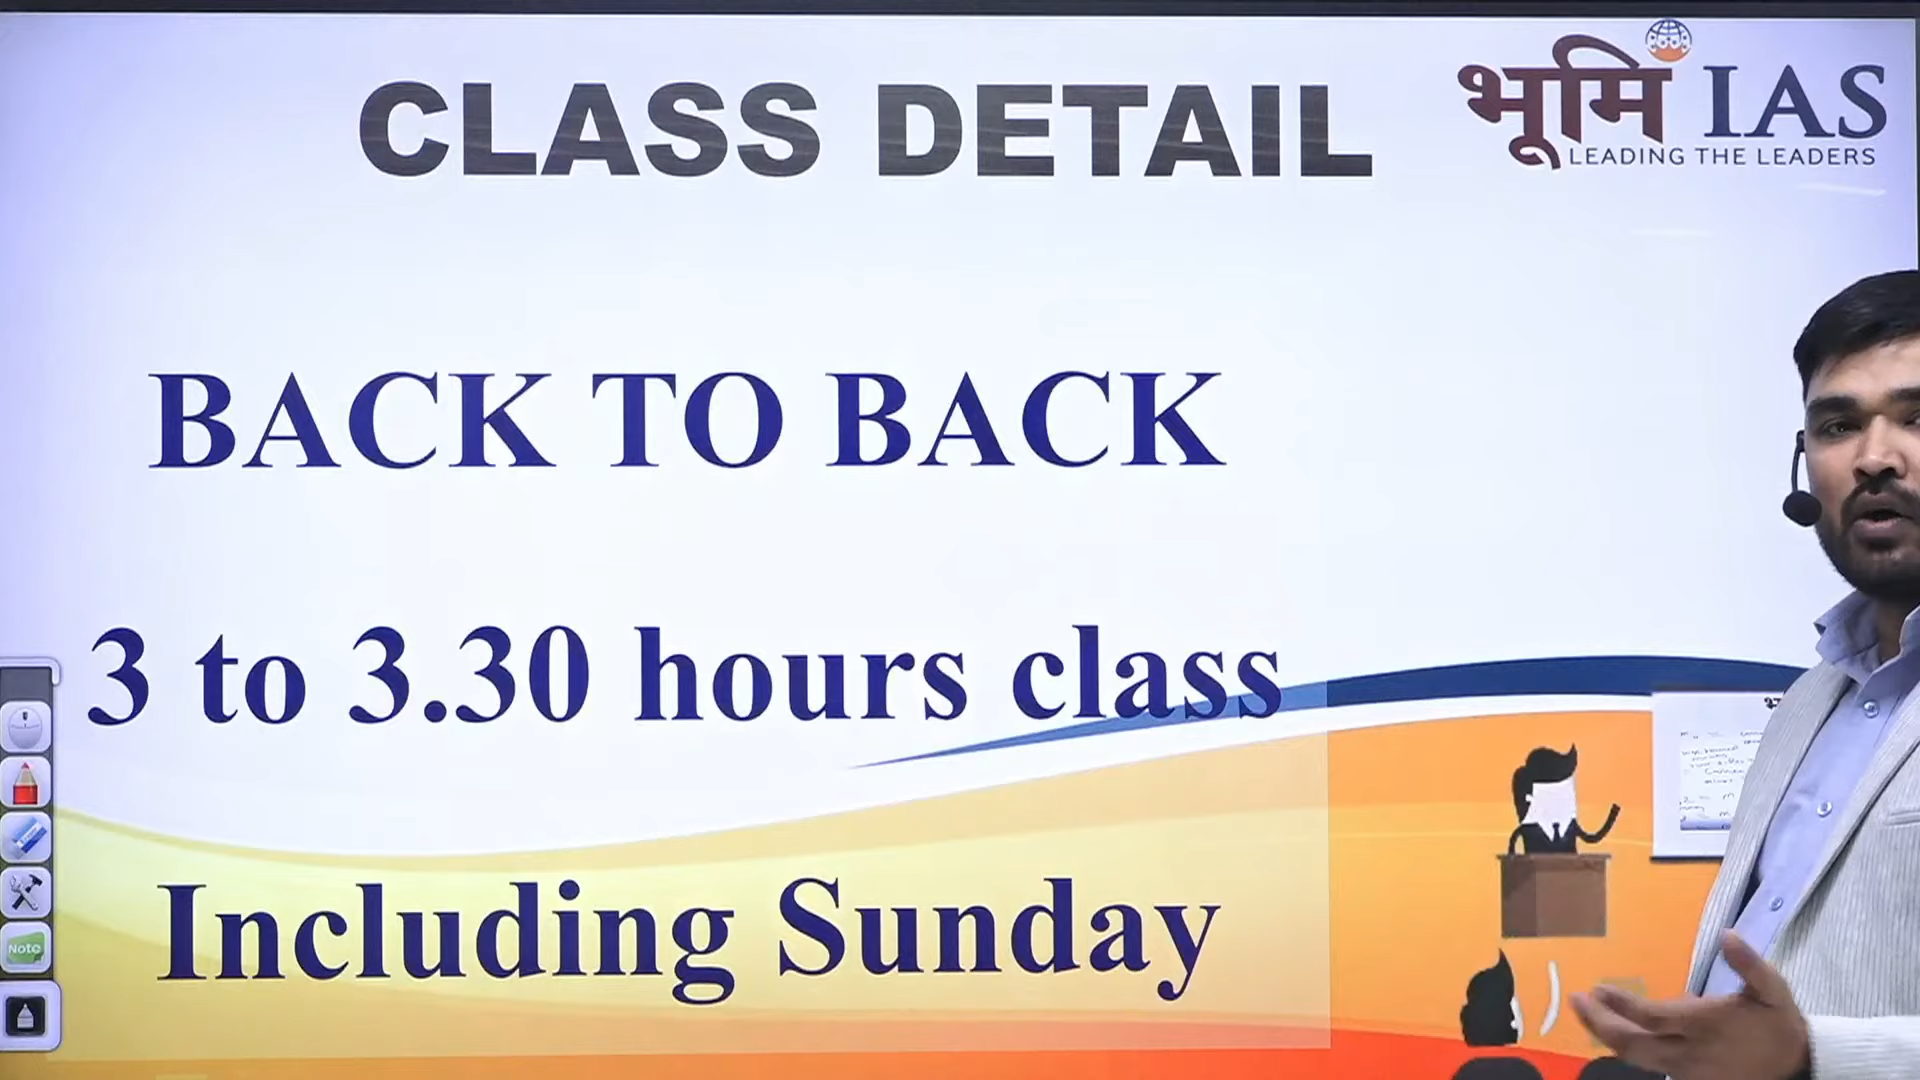 CLASS DETAIL
भूमि IAS
LEADING THE LEADERS
BACK TO BACK
3 to 3.30 hours class
Including Sunday
Note